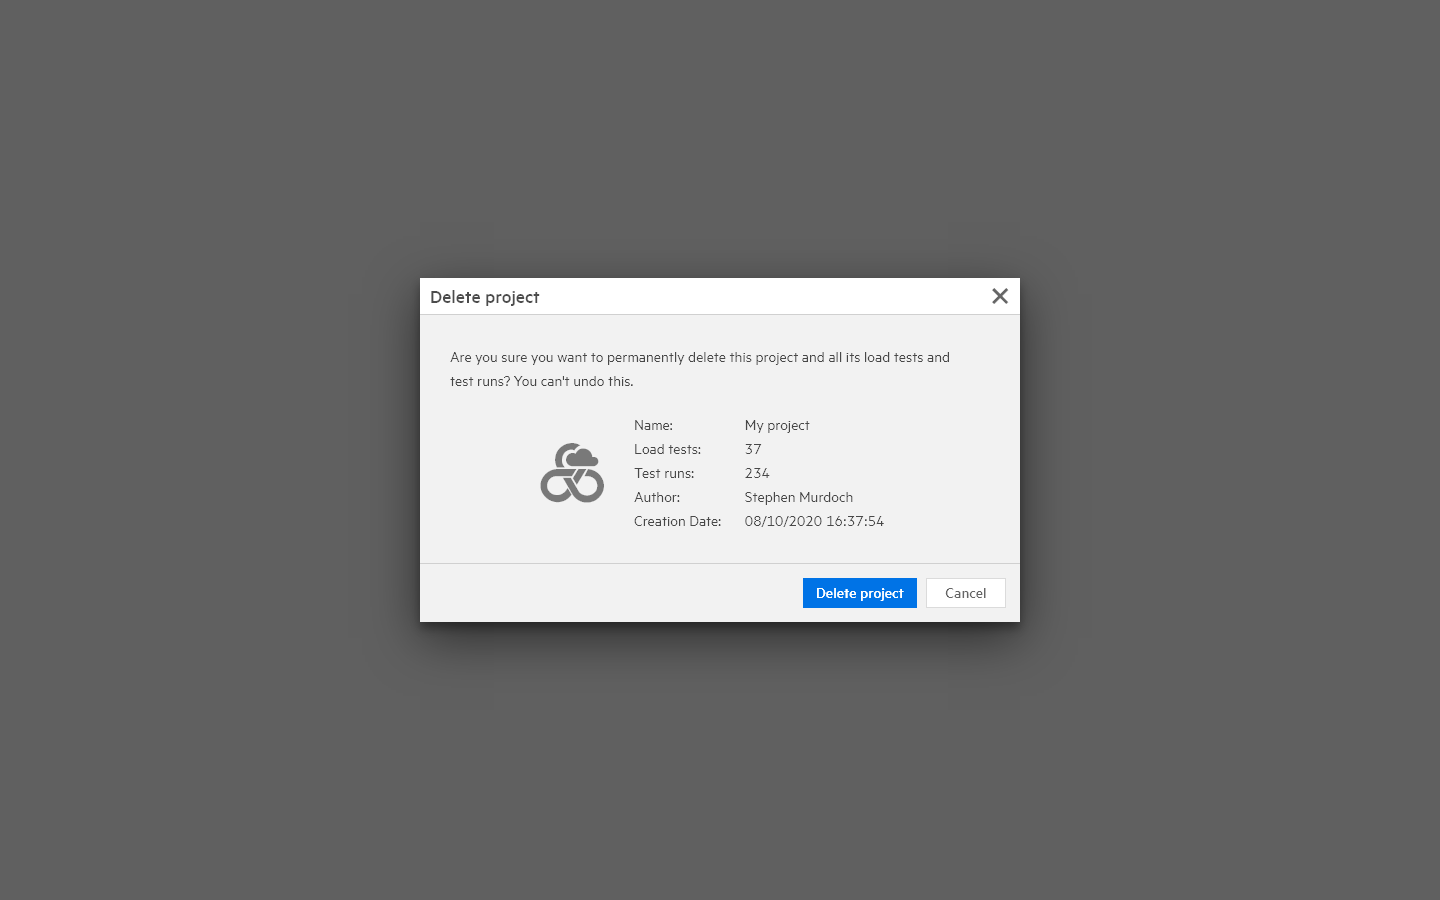 Delete project
Are you sure you want to permanently delete this project and all its load tests and
test runs? You can't undo this.
Name: My project
Load tests: 37
Test runs: 234
Author: Stephen Murdoch
Creation Date: 08/10/2020 16:37:54
Delete project Cancel